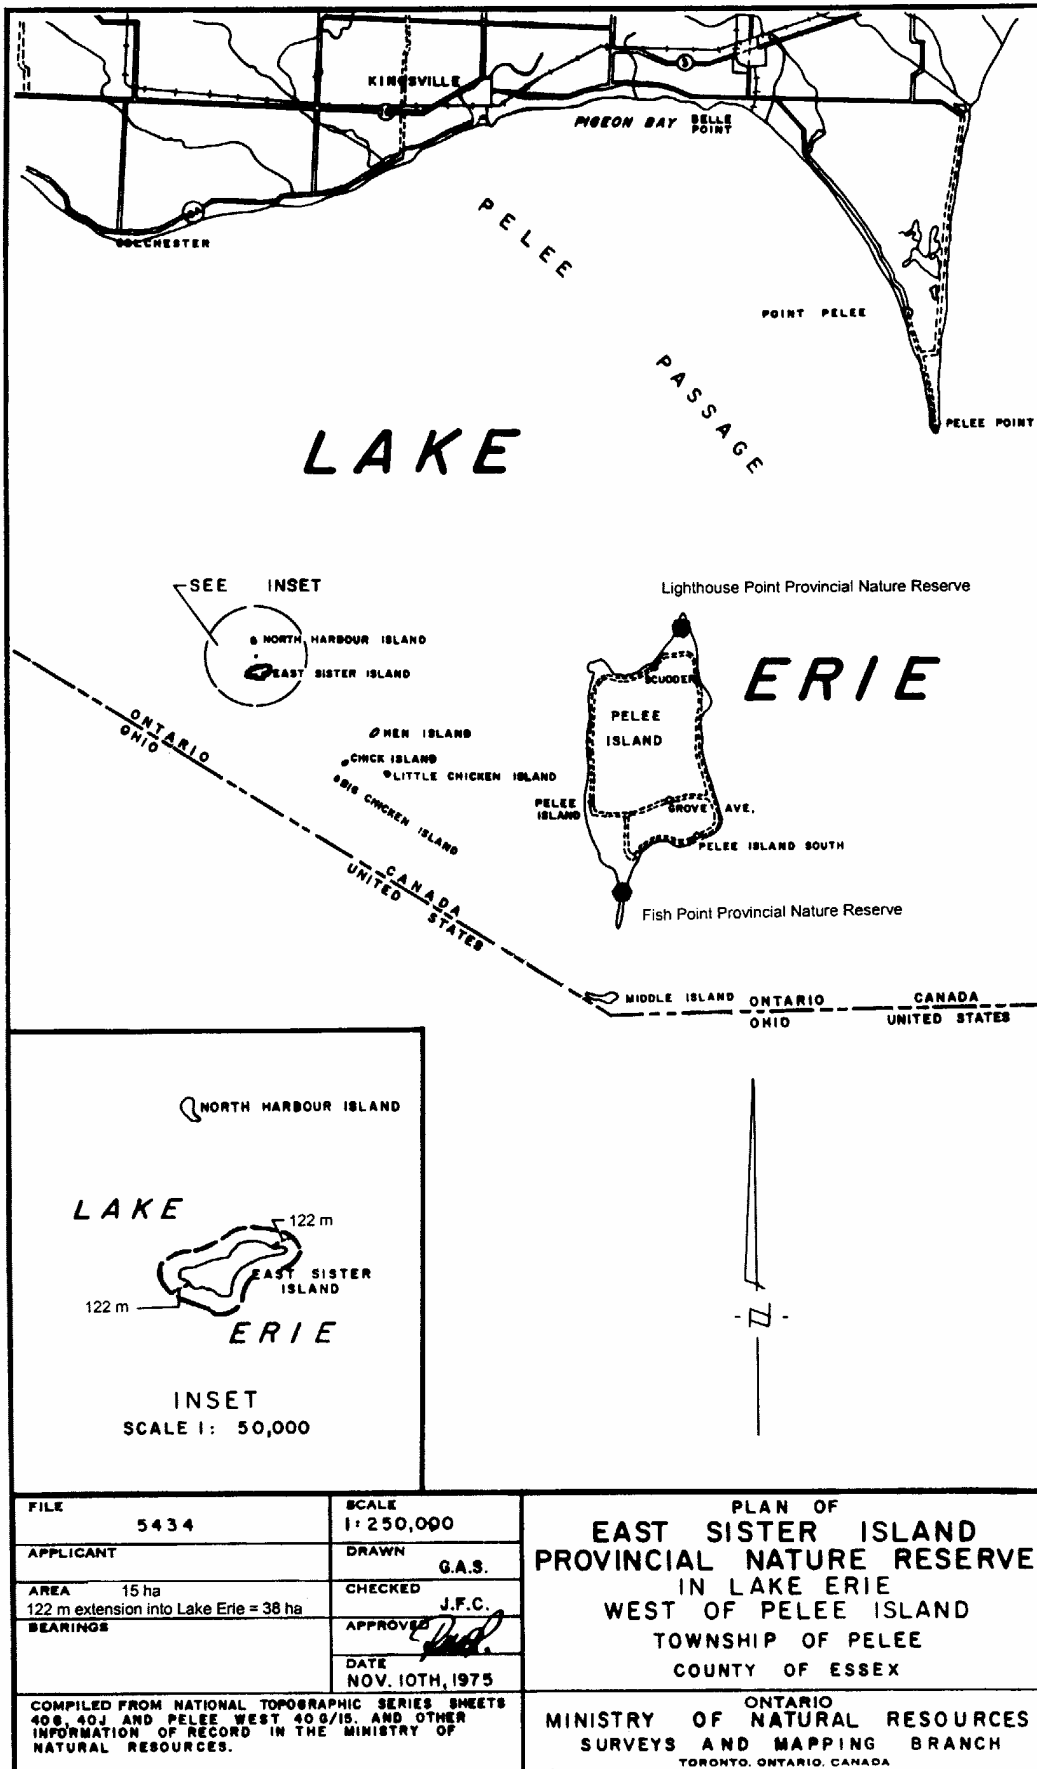 KINGSVILLE
3
PIGEON BAY
BELLE
POINT
COLCHESTER
PELEE
PASSAGE
POINT PELEE
PELEE POINT
LAKE
ERIE
SEE INSET
NORTH HARBOUR ISLAND
EAST SISTER ISLAND
Lighthouse Point Provincial Nature Reserve
SCUDDER
PELEE
ISLAND
HEN ISLAND
CHICK ISLAND
LITTLE CHICKEN ISLAND
BIG CHICKEN ISLAND
ONTARIO
OHIO
PELEE
ISLAND
GROVE AVE.
PELEE ISLAND SOUTH
CANADA
UNITED STATES
Fish Point Provincial Nature Reserve
MIDDLE ISLAND
ONTARIO
OHIO
CANADA
UNITED STATES
NORTH HARBOUR ISLAND
LAKE
122 m
EAST SISTER
ISLAND
122 m
ERIE
INSET
SCALE 1: 50,000
N
FILE
5434
SCALE
1:250,000
APPLICANT
DRAWN
G.A.S.
AREA 15 ha
122 m extension into Lake Erie = 38 ha
CHECKED
J.F.C.
BEARINGS
APPROVED
DATE
NOV. 10TH, 1975
COMPILED FROM NATIONAL TOPOGRAPHIC SERIES SHEETS
40G, 40J AND PELEE WEST 40G/15. AND OTHER
INFORMATION OF RECORD IN THE MINISTRY OF
NATURAL RESOURCES.
PLAN OF
EAST SISTER ISLAND
PROVINCIAL NATURE RESERVE
IN LAKE ERIE
WEST OF PELEE ISLAND
TOWNSHIP OF PELEE
COUNTY OF ESSEX
ONTARIO
MINISTRY OF NATURAL RESOURCES
SURVEYS AND MAPPING BRANCH
TORONTO, ONTARIO, CANADA